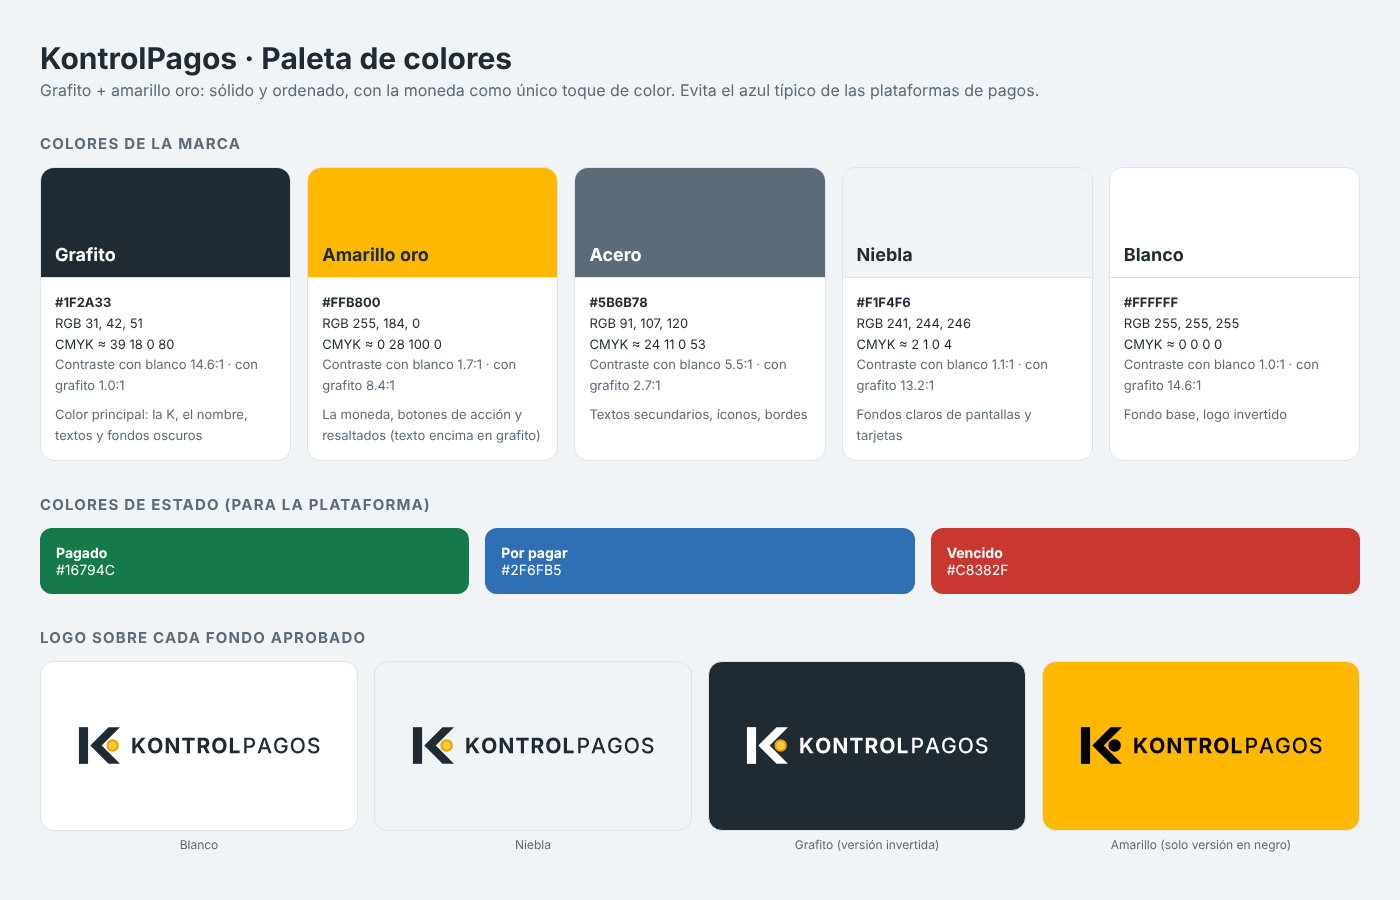 KontrolPagos · Paleta de colores
Grafito + amarillo oro: sólido y ordenado, con la moneda como único toque de color. Evita el azul típico de las plataformas de pagos.
COLORES DE LA MARCA
Grafito
#1F2A33
RGB 31, 42, 51
CMYK ≈ 39 18 0 80
Contraste con blanco 14.6:1 · con
grafito 1.0:1
Color principal: la K, el nombre,
textos y fondos oscuros
Amarillo oro
#FFB800
RGB 255, 184, 0
CMYK ≈ 0 28 100 0
Contraste con blanco 1.7:1 · con
grafito 8.4:1
La moneda, botones de acción y
resaltados (texto encima en grafito)
Acero
#5B6B78
RGB 91, 107, 120
CMYK ≈ 24 11 0 53
Contraste con blanco 5.5:1 · con
grafito 2.7:1
Textos secundarios, íconos, bordes
Niebla
#F1F4F6
RGB 241, 244, 246
CMYK ≈ 2 1 0 4
Contraste con blanco 1.1:1 · con
grafito 13.2:1
Fondos claros de pantallas y
tarjetas
Blanco
#FFFFFF
RGB 255, 255, 255
CMYK ≈ 0 0 0 0
Contraste con blanco 1.0:1 · con
grafito 14.6:1
Fondo base, logo invertido
COLORES DE ESTADO (PARA LA PLATAFORMA)
Pagado
#16794C
Por pagar
#2F6FB5
Vencido
#C8382F
LOGO SOBRE CADA FONDO APROBADO
K KONTROLPAGOS
Blanco
K KONTROLPAGOS
Niebla
K KONTROLPAGOS
Grafito (versión invertida)
K KONTROLPAGOS
Amarillo (solo versión en negro)